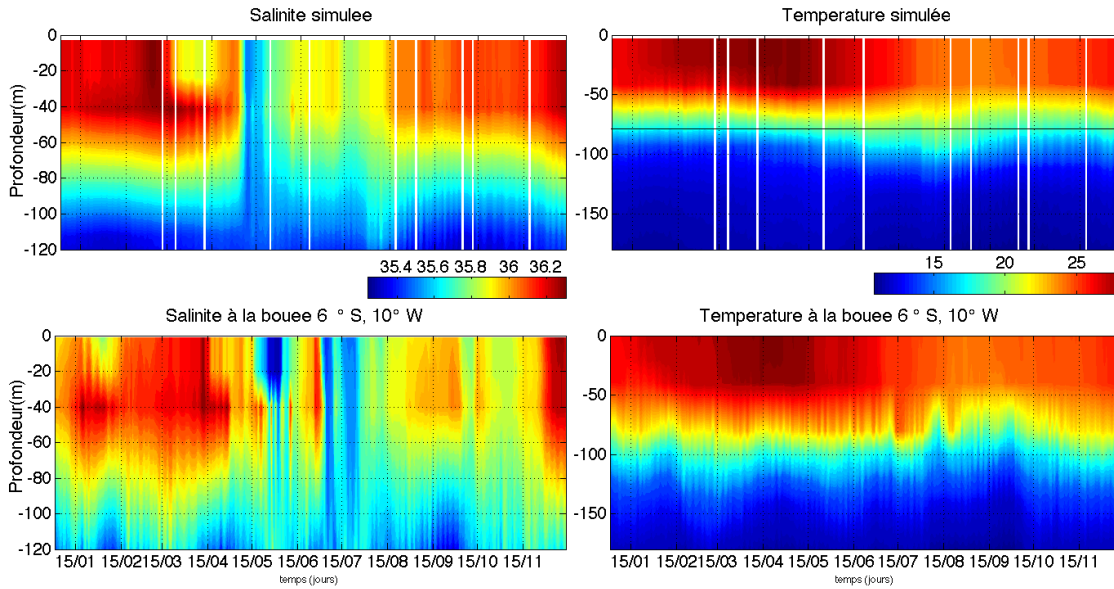 Salinite simulee
Temperature simulée
Profondeur(m)
0
-20
-40
-60
-80
-100
-120
0
-50
-100
-150
35.4 35.6 35.8 36 36.2
15 20 25
Salinite à la bouee 6 ° S, 10° W
Temperature à la bouee 6 ° S, 10° W
Profondeur(m)
0
-20
-40
-60
-80
-100
-120
0
-50
-100
-150
15/01 15/02 15/03 15/04 15/05 15/06 15/07 15/08 15/09 15/10 15/11
15/01 15/02 15/03 15/04 15/05 15/06 15/07 15/08 15/09 15/10 15/11
temps (jours)
temps (jours)